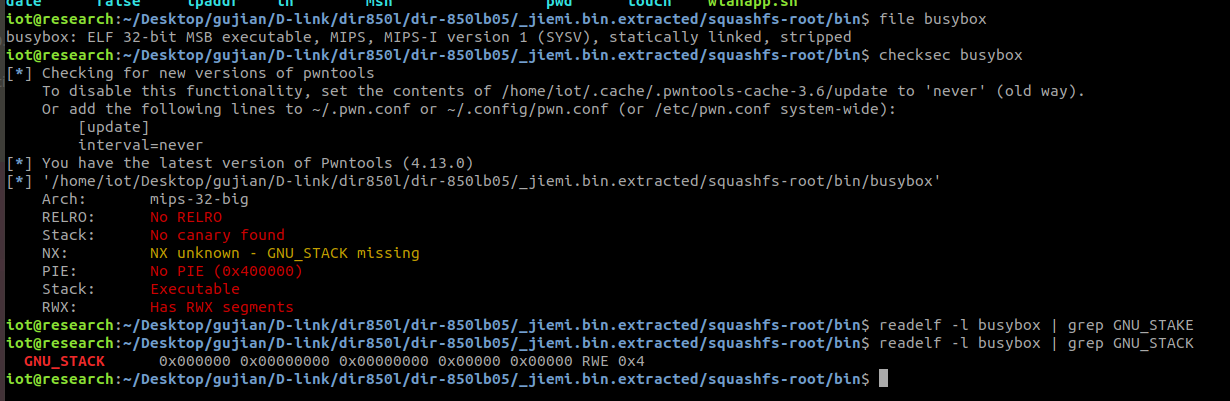 date false ipaddr ln msh pwd touch wlanapp.sh
iot@research:~/Desktop/gujian/D-link/dir850l/dir-850lb05/_jiemi.bin.extracted/squashfs-root/bin$ file busybox
busybox: ELF 32-bit MSB executable, MIPS, MIPS-I version 1 (SYSV), statically linked, stripped
iot@research:~/Desktop/gujian/D-link/dir850l/dir-850lb05/_jiemi.bin.extracted/squashfs-root/bin$ checksec busybox
[*] Checking for new versions of pwntools
To disable this functionality, set the contents of /home/iot/.cache/.pwntools-cache-3.6/update to 'never' (old way).
Or add the following lines to ~/.pwn.conf or ~/.config/pwn.conf (or /etc/pwn.conf system-wide):
[update]
interval=never
[*] You have the latest version of Pwntools (4.13.0)
[*] '/home/iot/Desktop/gujian/D-link/dir850l/dir-850lb05/_jiemi.bin.extracted/squashfs-root/bin/busybox'
Arch: mips-32-big
RELRO: No RELRO
Stack: No canary found
NX: NX unknown - GNU_STACK missing
PIE: No PIE (0x400000)
Stack: Executable
RWX: Has RWX segments
iot@research:~/Desktop/gujian/D-link/dir850l/dir-850lb05/_jiemi.bin.extracted/squashfs-root/bin$ readelf -l busybox | grep GNU_STAKE
iot@research:~/Desktop/gujian/D-link/dir850l/dir-850lb05/_jiemi.bin.extracted/squashfs-root/bin$ readelf -l busybox | grep GNU_STACK
GNU_STACK 0x000000 0x00000000 0x00000000 0x00000 0x00000 RWE 0x4
iot@research:~/Desktop/gujian/D-link/dir850l/dir-850lb05/_jiemi.bin.extracted/squashfs-root/bin$